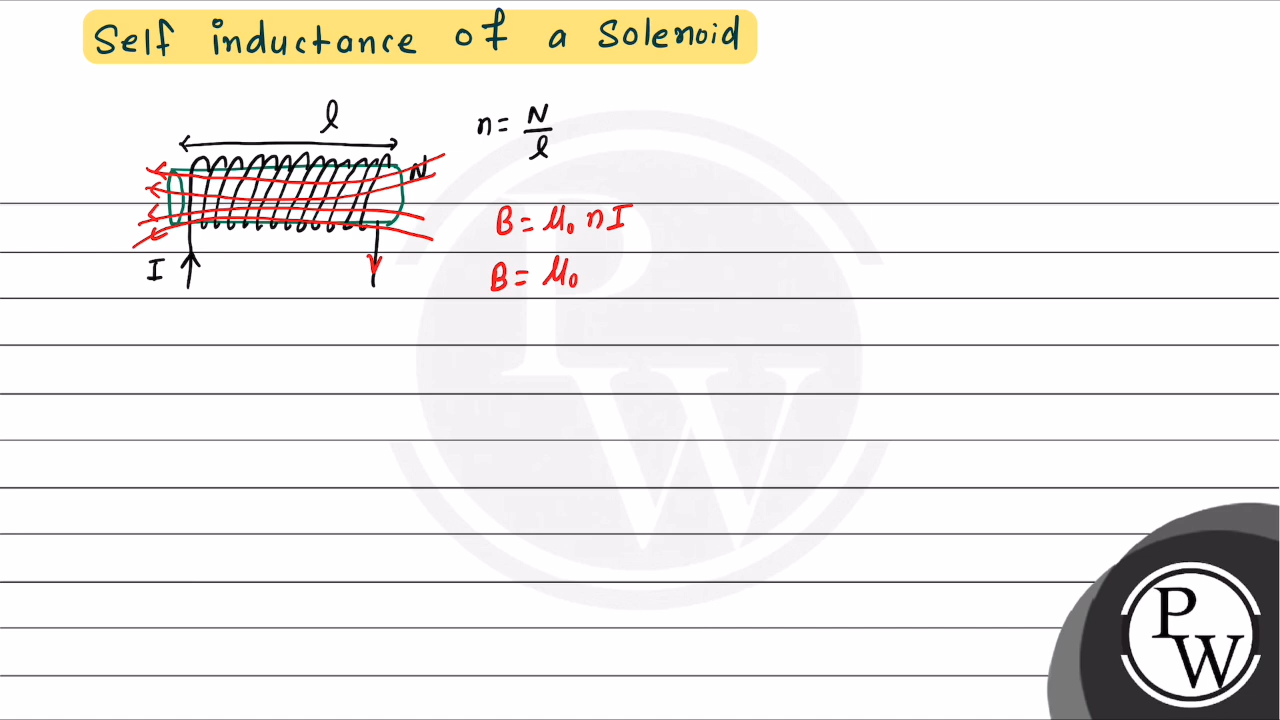 Self inductance of a Solenoid
l
n = N/l
N
B = μ₀ n I
I
B = μ₀
P
W
P
W